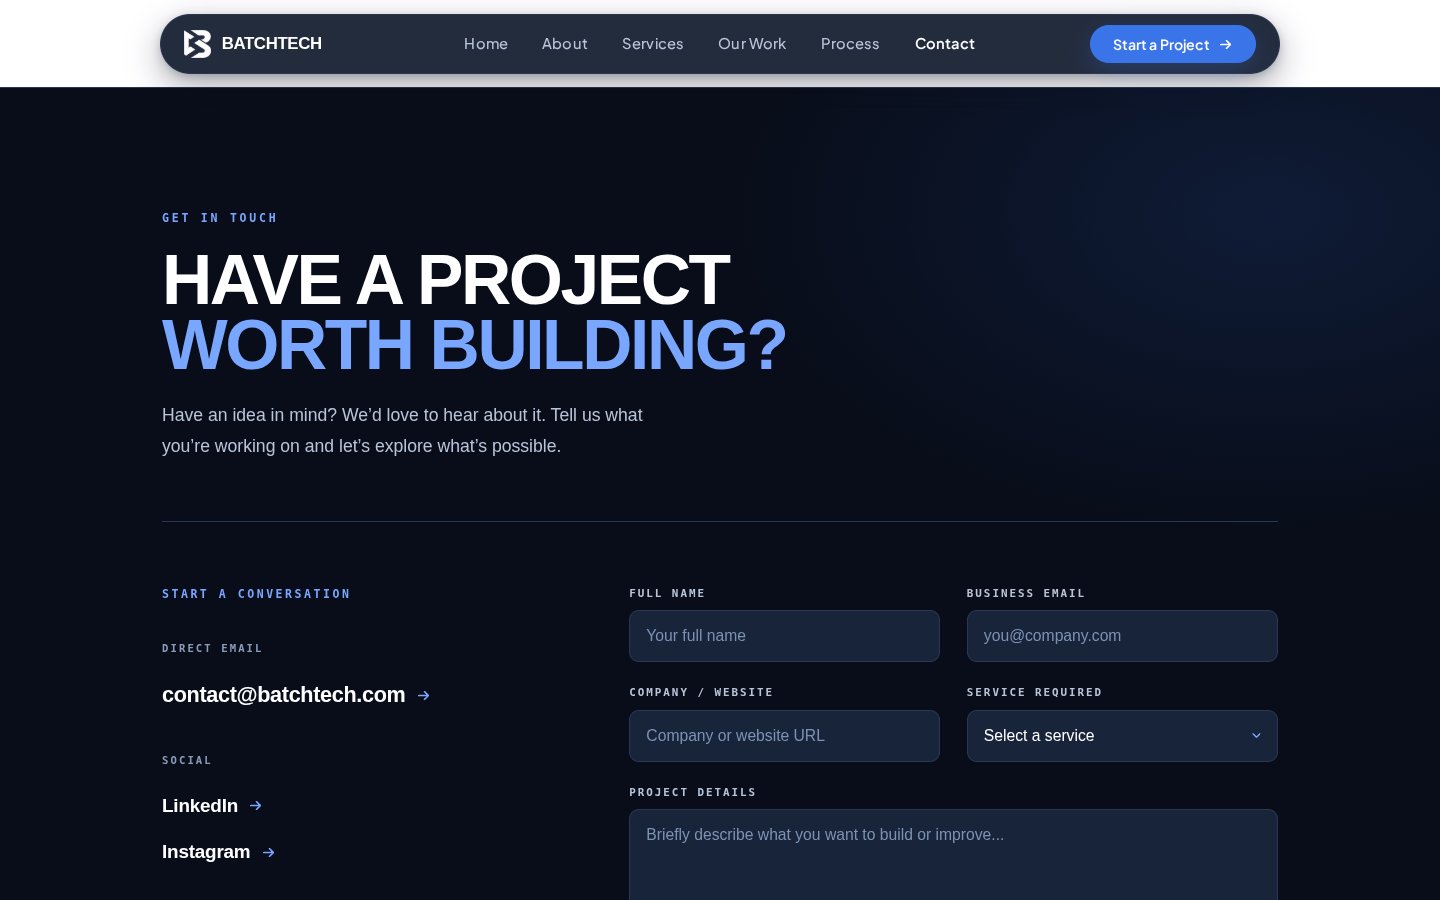 BATCHTECH
Home
About
Services
Our Work
Process
Contact
Start a Project
GET IN TOUCH
HAVE A PROJECT
WORTH BUILDING?
Have an idea in mind? We’d love to hear about it. Tell us what
you’re working on and let’s explore what’s possible.
START A CONVERSATION
DIRECT EMAIL
contact@batchtech.com
SOCIAL
LinkedIn
Instagram
FULL NAME
Your full name
BUSINESS EMAIL
you@company.com
COMPANY / WEBSITE
Company or website URL
SERVICE REQUIRED
Select a service
PROJECT DETAILS
Briefly describe what you want to build or improve...